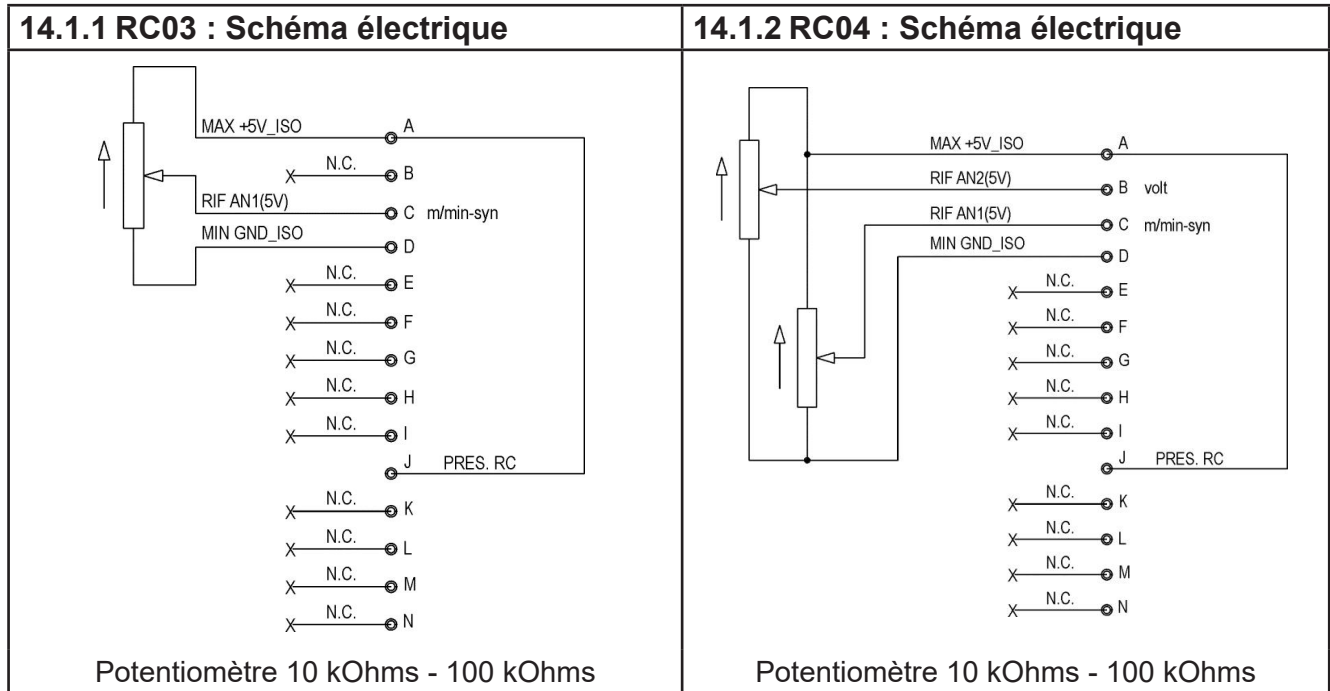 14.1.1 RC03 : Schéma électrique
MAX +5V_ISO A
N.C. B
RIF AN1(5V) C m/min-syn
MIN GND_ISO D
N.C. E
N.C. F
N.C. G
N.C. H
N.C. I
J PRES. RC
N.C. K
N.C. L
N.C. M
N.C. N
Potentiomètre 10 kOhms - 100 kOhms
14.1.2 RC04 : Schéma électrique
MAX +5V_ISO A
RIF AN2(5V) B volt
RIF AN1(5V) C m/min-syn
MIN GND_ISO D
N.C. E
N.C. F
N.C. G
N.C. H
N.C. I
J PRES. RC
N.C. K
N.C. L
N.C. M
N.C. N
Potentiomètre 10 kOhms - 100 kOhms